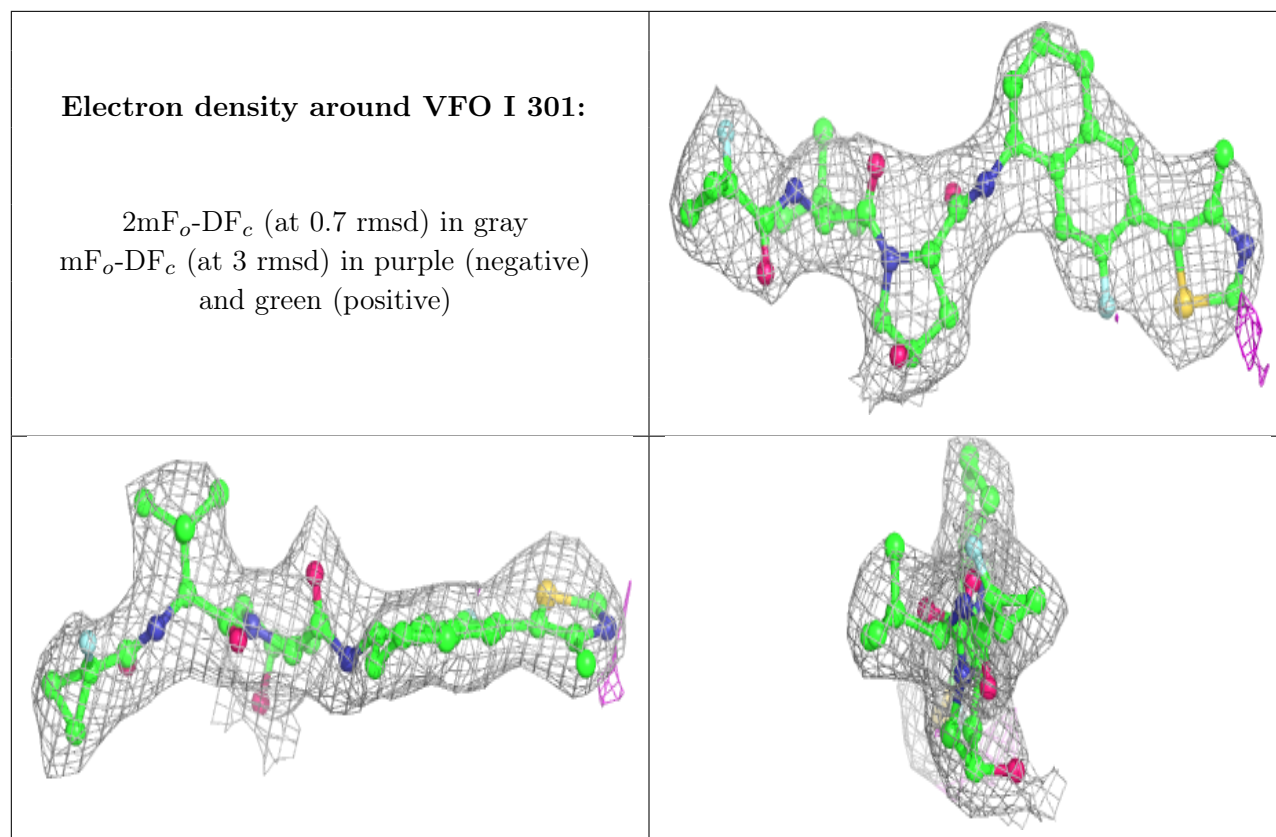 Electron density around VFO I 301:
2mFₒ-DF𝒸 (at 0.7 rmsd) in gray
mFₒ-DF𝒸 (at 3 rmsd) in purple (negative)
and green (positive)